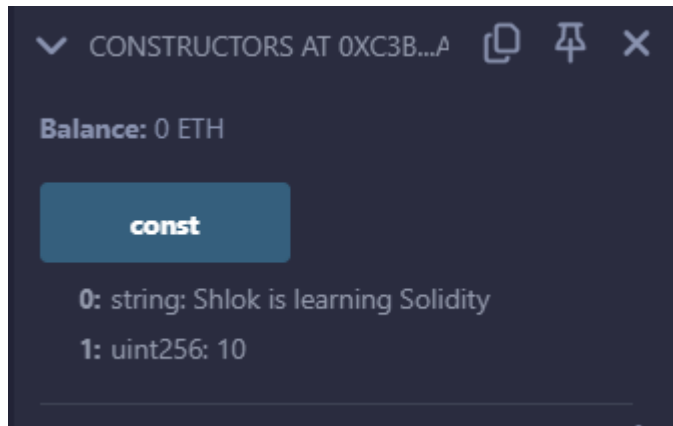 CONSTRUCTORS AT 0XC3B...A
Balance: 0 ETH
const
0: string: Shlok is learning Solidity
1: uint256: 10